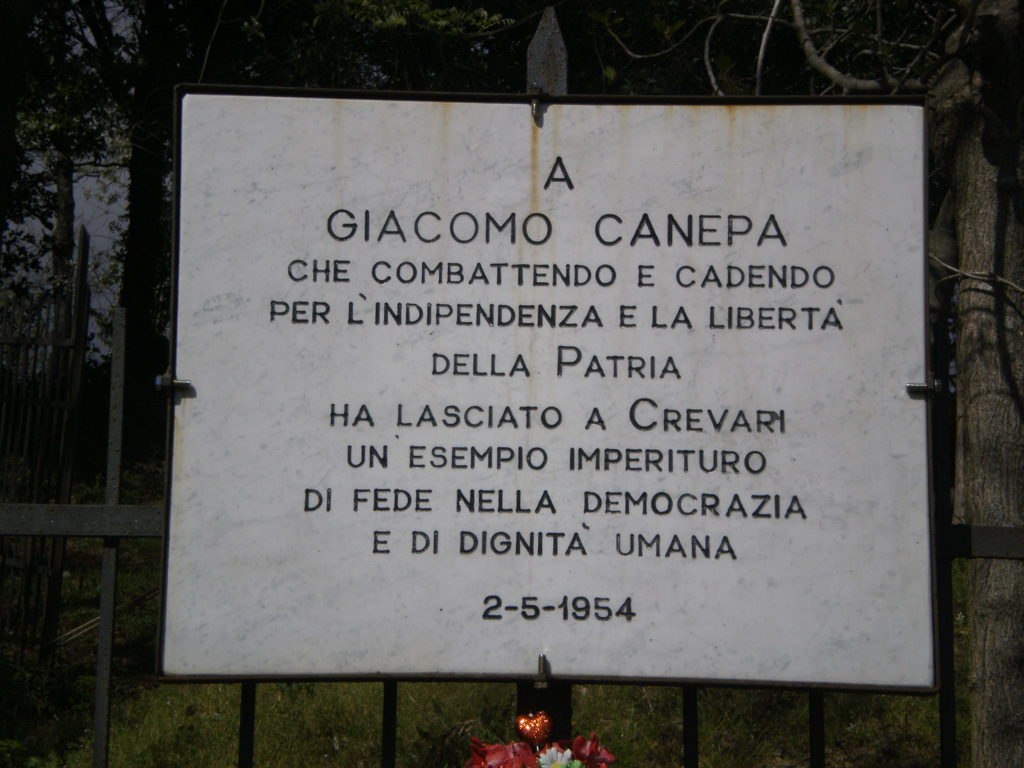 A
GIACOMO CANEPA
CHE COMBATTENDO E CADENDO
PER L'INDIPENDENZA E LA LIBERTÀ
DELLA PATRIA
HA LASCIATO A CREVARI
UN ESEMPIO IMPERITURO
DI FEDE NELLA DEMOCRAZIA
E DI DIGNITÀ UMANA
2-5-1954